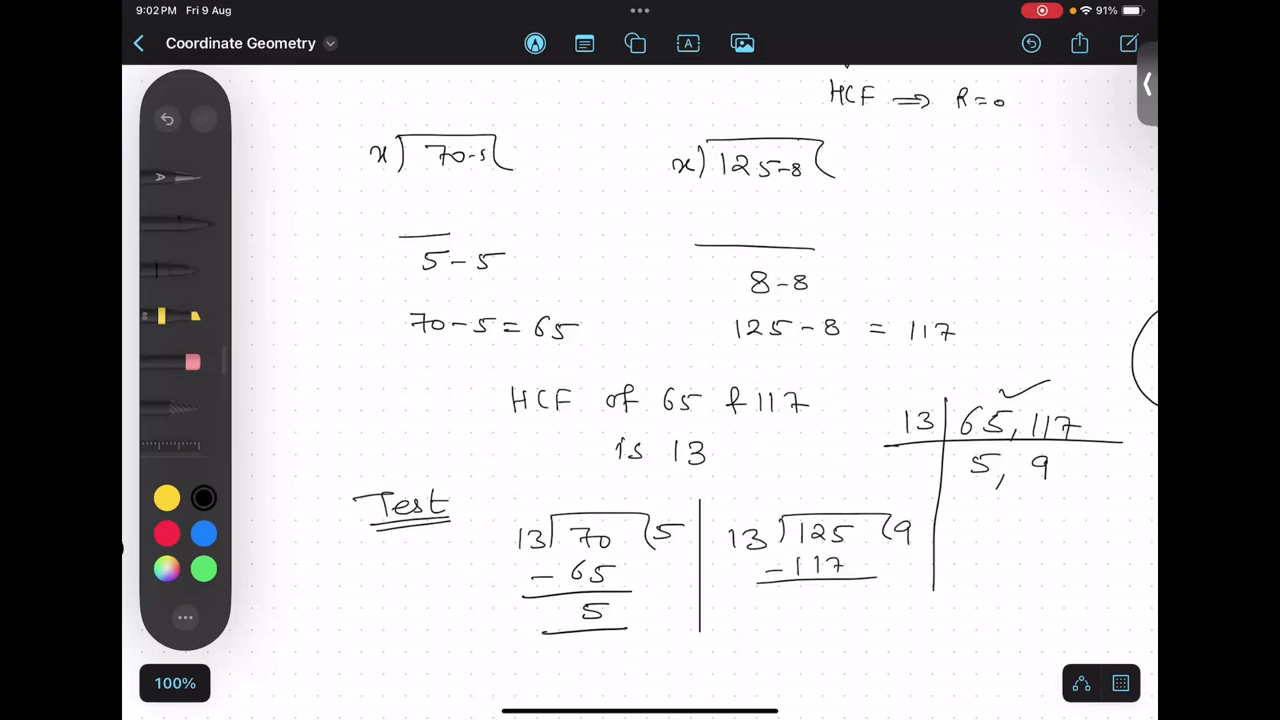 9:02 PM Fri 9 Aug
91%
Coordinate Geometry
HCF ⟹ R=0
x) 70-5 (
x) 125-8 (
5-5
8-8
70-5=65
125-8 = 117
HCF of 65 & 117
is 13
13 | 65, 117
5, 9
Test
13) 70 (5
-65
5
13) 125 (9
-117
100%